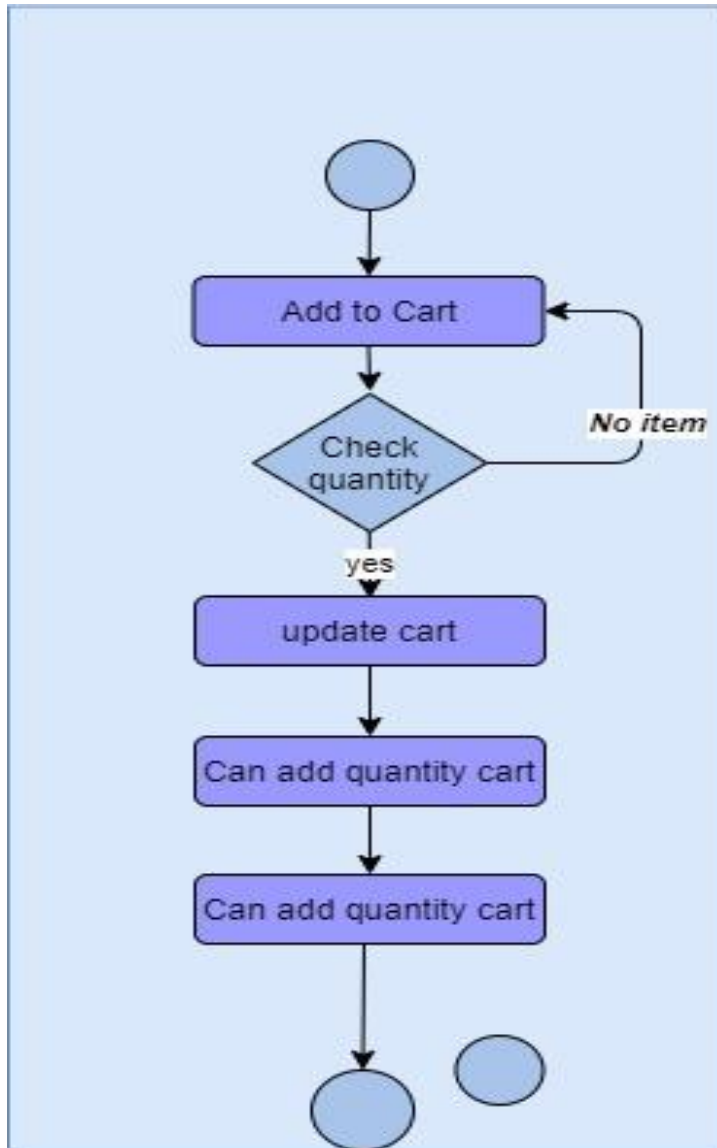 Add to Cart
Check
quantity
No item
yes
update cart
Can add quantity cart
Can add quantity cart